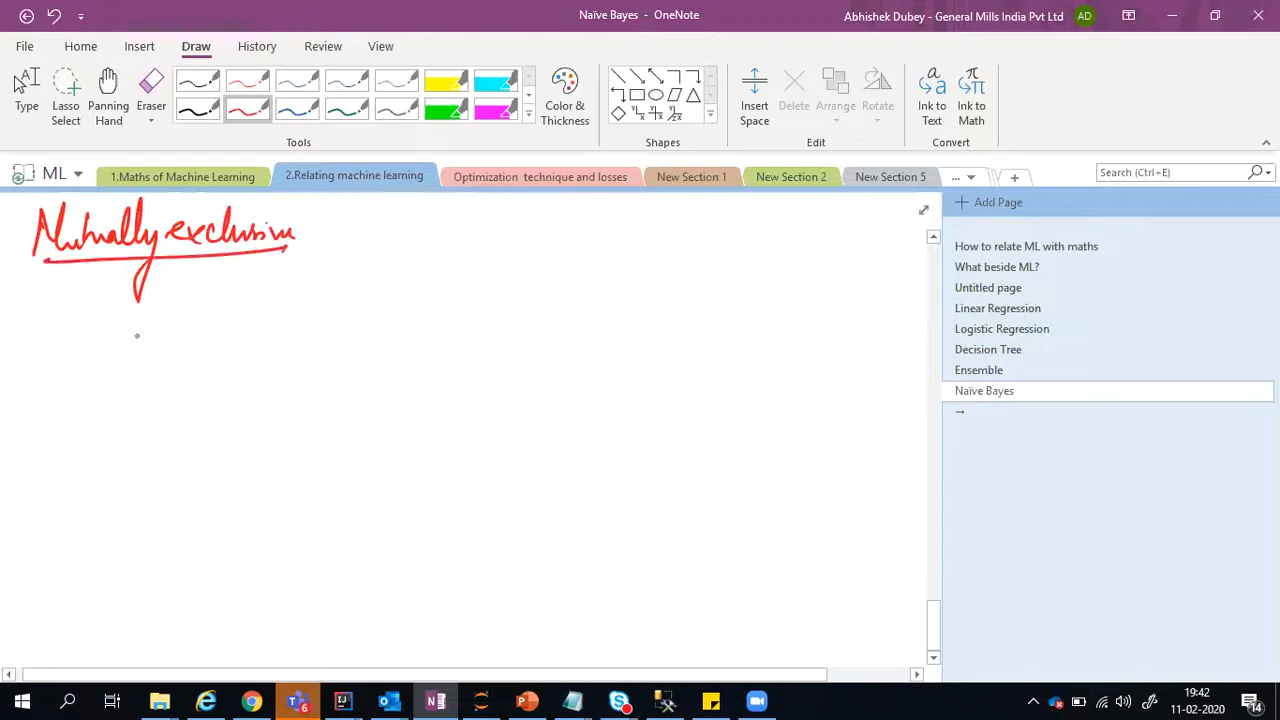 Naïve Bayes - OneNote
Abhishek Dubey - General Mills India Pvt Ltd
AD
File Home Insert Draw History Review View
Type
Lasso Select
Panning Hand
Eraser
Color & Thickness
Insert Space
Delete
Arrange
Rotate
Ink to Text
Ink to Math
Tools
Shapes
Edit
Convert
ML
1.Maths of Machine Learning
2.Relating machine learning
Optimization technique and losses
New Section 1
New Section 2
New Section 5
...
Search (Ctrl+E)
Mutually exclusive
Add Page
How to relate ML with maths
What beside ML?
Untitled page
Linear Regression
Logistic Regression
Decision Tree
Ensemble
Naïve Bayes
→
19:42
11-02-2020
14